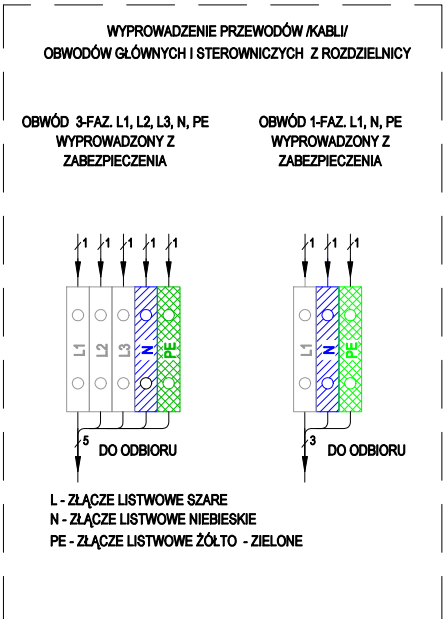 WYPROWADZENIE PRZEWODÓW /KABLI/
OBWODÓW GŁÓWNYCH I STEROWNICZYCH Z ROZDZIELNICY
OBWÓD 3-FAZ. L1, L2, L3, N, PE
WYPROWADZONY Z
ZABEZPIECZENIA
OBWÓD 1-FAZ. L1, N, PE
WYPROWADZONY Z
ZABEZPIECZENIA
1 1 1 1 1
1 1 1
L1 L2 L3 N PE
L1 N PE
5 DO ODBIORU
3 DO ODBIORU
L - ZŁĄCZE LISTWOWE SZARE
N - ZŁĄCZE LISTWOWE NIEBIESKIE
PE - ZŁĄCZE LISTWOWE ŻÓŁTO - ZIELONE